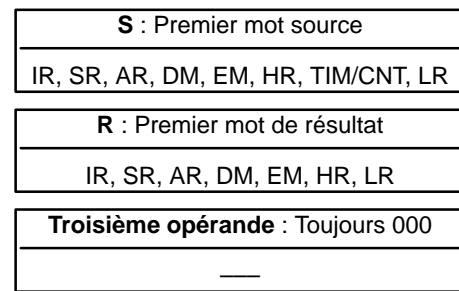 S : Premier mot source
IR, SR, AR, DM, EM, HR, TIM/CNT, LR
R : Premier mot de résultat
IR, SR, AR, DM, EM, HR, LR
Troisième opérande : Toujours 000
___